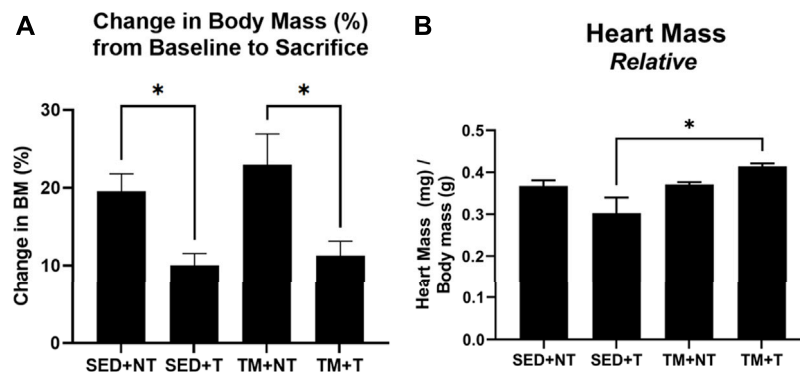 A
Change in Body Mass (%)
from Baseline to Sacrifice
Change in BM (%)
30
20
10
0
*
*
SED+NT
SED+T
TM+NT
TM+T
B
Heart Mass
Relative
Heart Mass (mg) /
Body mass (g)
0.5
0.4
0.3
0.2
0.1
0.0
*
SED+NT
SED+T
TM+NT
TM+T